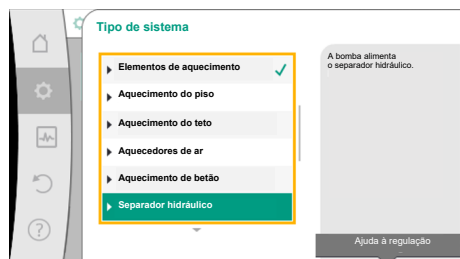 Tipo de sistema
Elementos de aquecimento
Aquecimento do piso
Aquecimento do teto
Aquecedores de ar
Aquecimento de betão
Separador hidráulico
A bomba alimenta
o separador hidráulico.
Ajuda à regulação